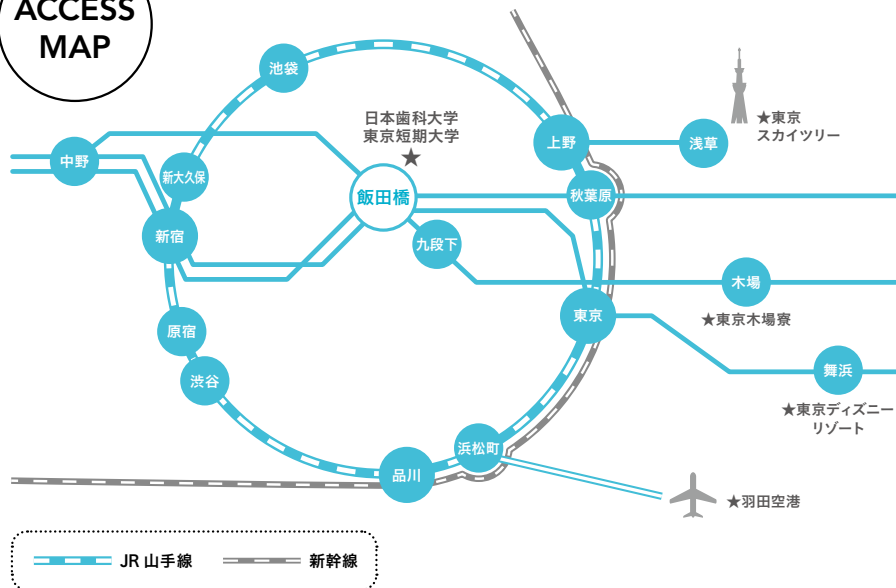 ACCESS
MAP
池袋
日本歯科大学
東京短期大学
★
上野
浅草
★東京
スカイツリー
中野
新大久保
飯田橋
秋葉原
新宿
九段下
木場
★東京木場寮
原宿
東京
渋谷
舞浜
★東京ディズニー
リゾート
浜松町
品川
★羽田空港
JR 山手線
新幹線